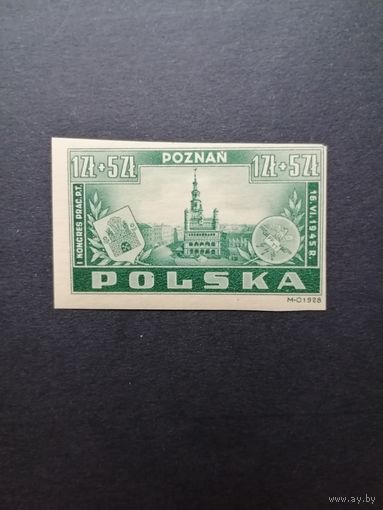 1ZŁ+5ZŁ POZNAŃ 1ZŁ+5ZŁ
I KONGRES PRAC. P.T.
16.VI.1945 R.
POLSKA
M-01928
www.ay.by